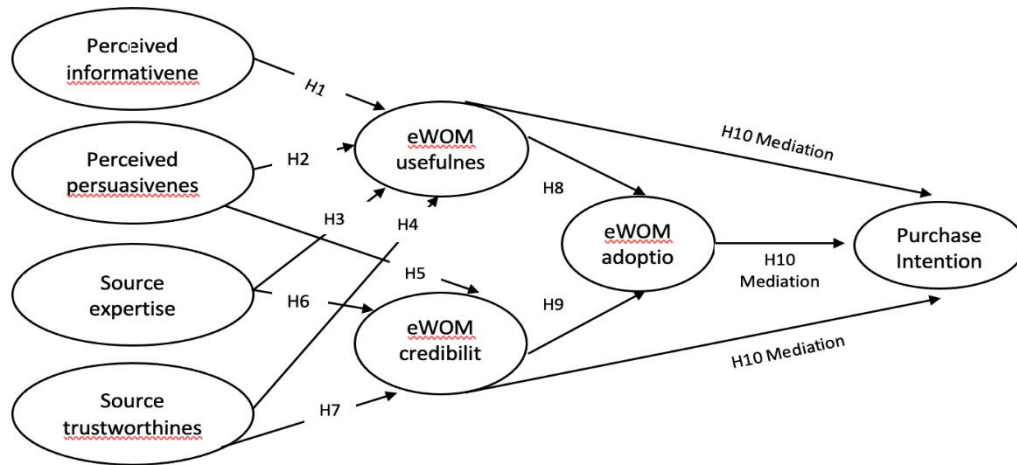 Perceived
informativene
H1
Perceived
persuasivenes
H2
eWOM
usefulnes
H10 Mediation
H3
H4
H8
Source
expertise
H6
H5
eWOM
adoptio
H10
Mediation
Purchase
Intention
eWOM
credibilit
H9
H10 Mediation
Source
trustworthines
H7